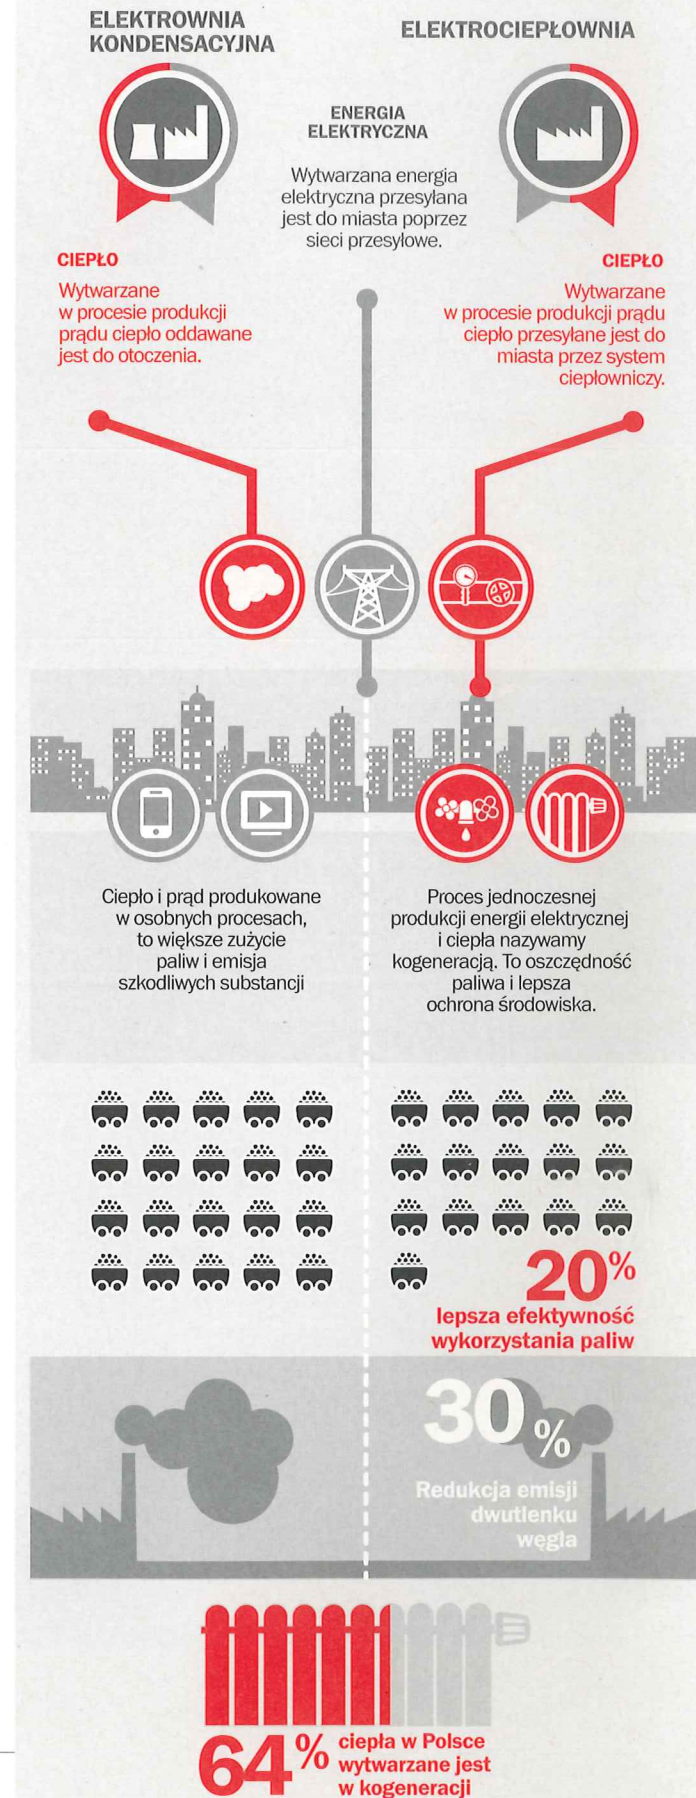 ELEKTROWNIA
KONDENSACYJNA
ELEKTROCIEPŁOWNIA
ENERGIA
ELEKTRYCZNA
Wytwarzana energia
elektryczna przesyłana
jest do miasta poprzez
sieci przesyłowe.
CIEPŁO
Wytwarzane
w procesie produkcji
prądu ciepło oddawane
jest do otoczenia.
CIEPŁO
Wytwarzane
w procesie produkcji prądu
ciepło przesyłane jest do
miasta przez system
ciepłowniczy.
Ciepło i prąd produkowane
w osobnych procesach,
to większe zużycie
paliw i emisja
szkodliwych substancji
Proces jednoczesnej
produkcji energii elektrycznej
i ciepła nazywamy
kogeneracją. To oszczędność
paliwa i lepsza
ochrona środowiska.
20%
lepsza efektywność
wykorzystania paliw
30%
Redukcja emisji
dwutlenku
węgla
64%
ciepła w Polsce
wytwarzane jest
w kogeneracji